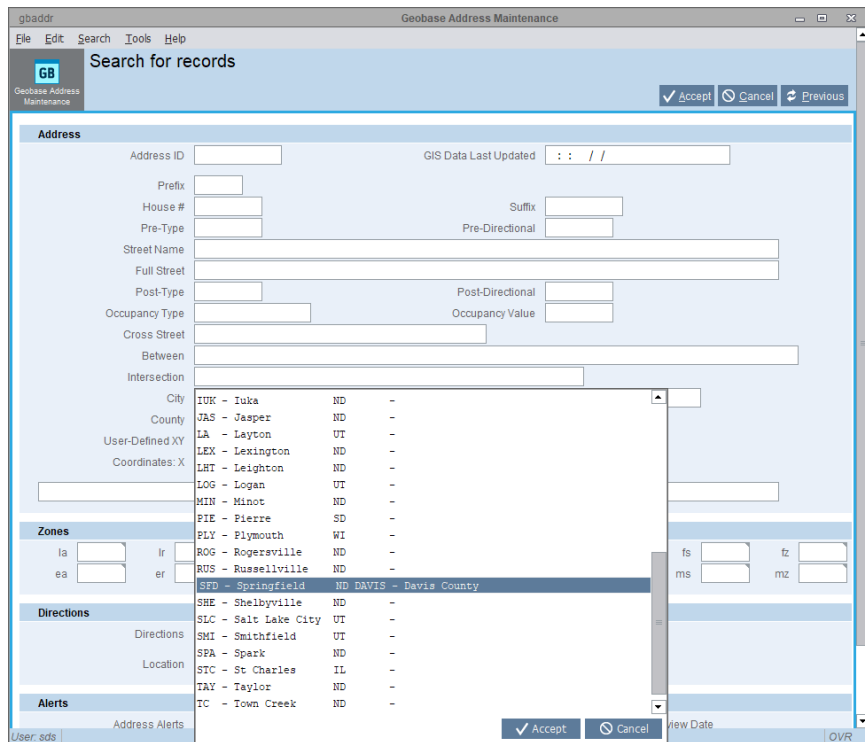 gbaddr Geobase Address Maintenance
File Edit Search Tools Help
GB
Geobase Address
Maintenance
Search for records
Accept Cancel Previous
Address
Address ID GIS Data Last Updated : : / /
Prefix
House # Suffix
Pre-Type Pre-Directional
Street Name
Full Street
Post-Type Post-Directional
Occupancy Type Occupancy Value
Cross Street
Between
Intersection
City
County
User-Defined XY
Coordinates: X
IUK - Iuka ND -
JAS - Jasper ND -
LA - Layton UT -
LEX - Lexington ND -
LHT - Leighton ND -
LOG - Logan UT -
MIN - Minot ND -
PIE - Pierre SD -
PLY - Plymouth WI -
ROG - Rogersville ND -
RUS - Russellville ND -
SFD - Springfield ND DAVIS - Davis County
SHE - Shelbyville ND -
SLC - Salt Lake City UT -
SMI - Smithfield UT -
SPA - Spark ND -
STC - St Charles IL -
TAY - Taylor ND -
TC - Town Creek ND -
Accept Cancel
Zones
la lr fs fz
ea er ms mz
Directions
Directions
Location
Alerts
Address Alerts view Date
User: sds OVR